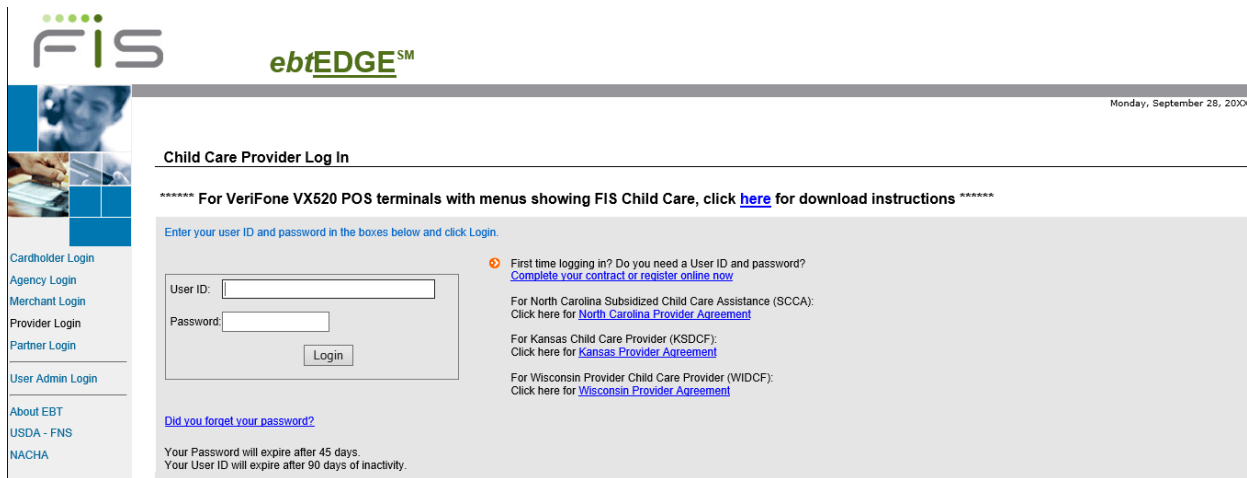 FIS
ebtEDGE℠
Monday, September 28, 20XX
Child Care Provider Log In
****** For VeriFone VX520 POS terminals with menus showing FIS Child Care, click here for download instructions ******
Enter your user ID and password in the boxes below and click Login.
Cardholder Login
Agency Login
Merchant Login
Provider Login
Partner Login
User Admin Login
About EBT
USDA - FNS
NACHA
User ID:
Password:
Login
First time logging in? Do you need a User ID and password?
Complete your contract or register online now
For North Carolina Subsidized Child Care Assistance (SCCA):
Click here for North Carolina Provider Agreement
For Kansas Child Care Provider (KSDCF):
Click here for Kansas Provider Agreement
For Wisconsin Provider Child Care Provider (WIDCF):
Click here for Wisconsin Provider Agreement
Did you forget your password?
Your Password will expire after 45 days.
Your User ID will expire after 90 days of inactivity.